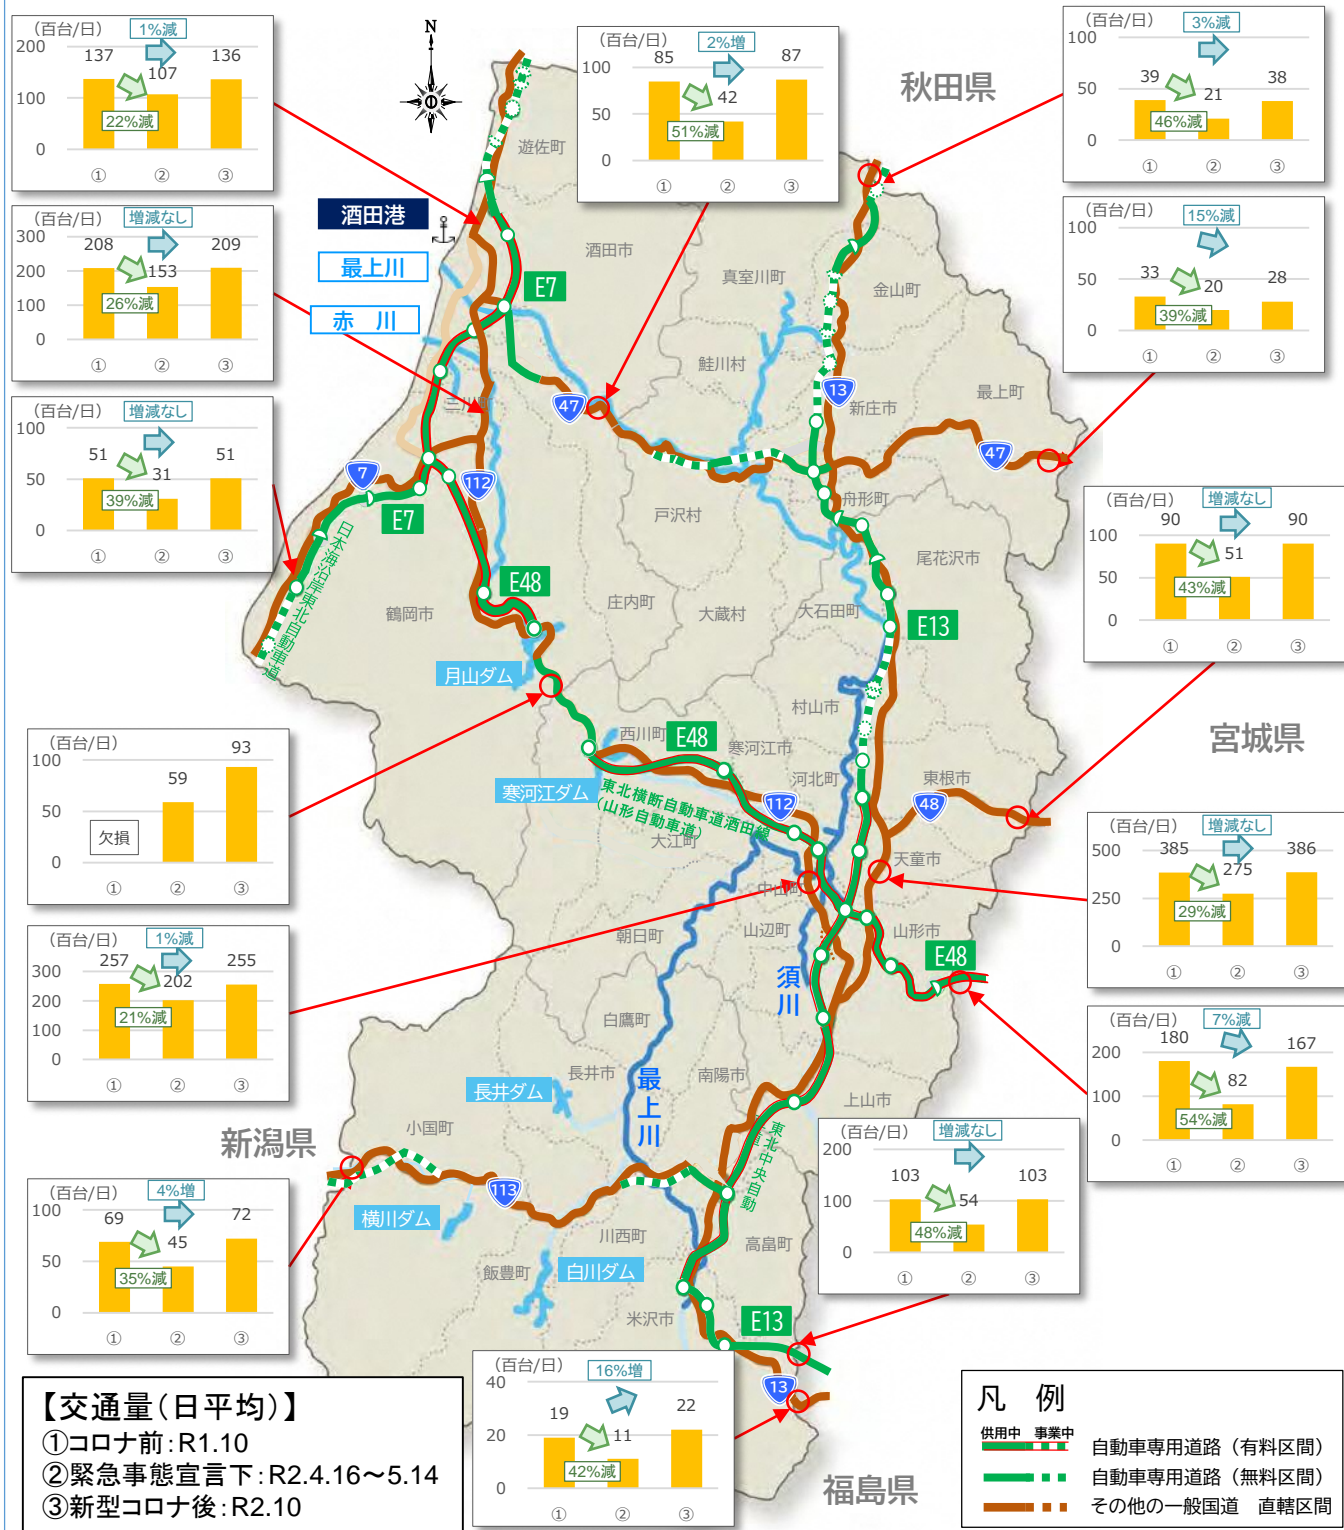 (百台/日)
1%減
200
137
136
107
100
22%減
0
① ② ③
(百台/日)
増減なし
300
208
209
200
153
100
26%減
0
① ② ③
(百台/日)
増減なし
100
51
51
50
31
39%減
0
① ② ③
(百台/日)
2%増
85
87
100
42
50
51%減
0
① ② ③
(百台/日)
3%減
100
39
38
50
21
46%減
0
① ② ③
(百台/日)
15%減
100
33
28
50
20
39%減
0
① ② ③
(百台/日)
増減なし
90
90
100
51
50
43%減
0
① ② ③
(百台/日)
93
100
59
50
欠損
0
① ② ③
(百台/日)
1%減
257
255
300
202
200
100
21%減
0
① ② ③
(百台/日)
増減なし
385
386
500
275
250
29%減
0
① ② ③
(百台/日)
7%減
180
167
200
82
100
54%減
0
① ② ③
(百台/日)
増減なし
200
103
103
100
54
48%減
0
① ② ③
(百台/日)
4%増
100
69
72
50
45
35%減
0
① ② ③
(百台/日)
16%増
40
19
22
20
11
42%減
0
① ② ③
N
秋田県
遊佐町
酒田港
最上川
赤 川
酒田市
E7
真室川町
金山町
鮭川村
13
新庄市
最上町
47
47
三川町
7
112
E7
戸沢村
舟形町
尾花沢市
日本海沿岸東北自動車道
鶴岡市
E48
庄内町
大蔵村
大石田町
E13
月山ダム
村山市
宮城県
西川町
E48
寒河江市
河北町
東根市
寒河江ダム
東北横断自動車道酒田線
(山形自動車道)
112
48
大江町
天童市
中山町
朝日町
山辺町
山形市
E48
須川
白鷹町
長井市
南陽市
最上川
長井ダム
上山市
新潟県
小国町
東北中央自動車道
113
横川ダム
川西町
高畠町
飯豊町
白川ダム
米沢市
E13
13
福島県
【交通量(日平均)】
①コロナ前:R1.10
②緊急事態宣言下:R2.4.16～5.14
③新型コロナ後:R2.10
凡 例
供用中 事業中
自動車専用道路(有料区間)
自動車専用道路(無料区間)
その他の一般国道 直轄区間